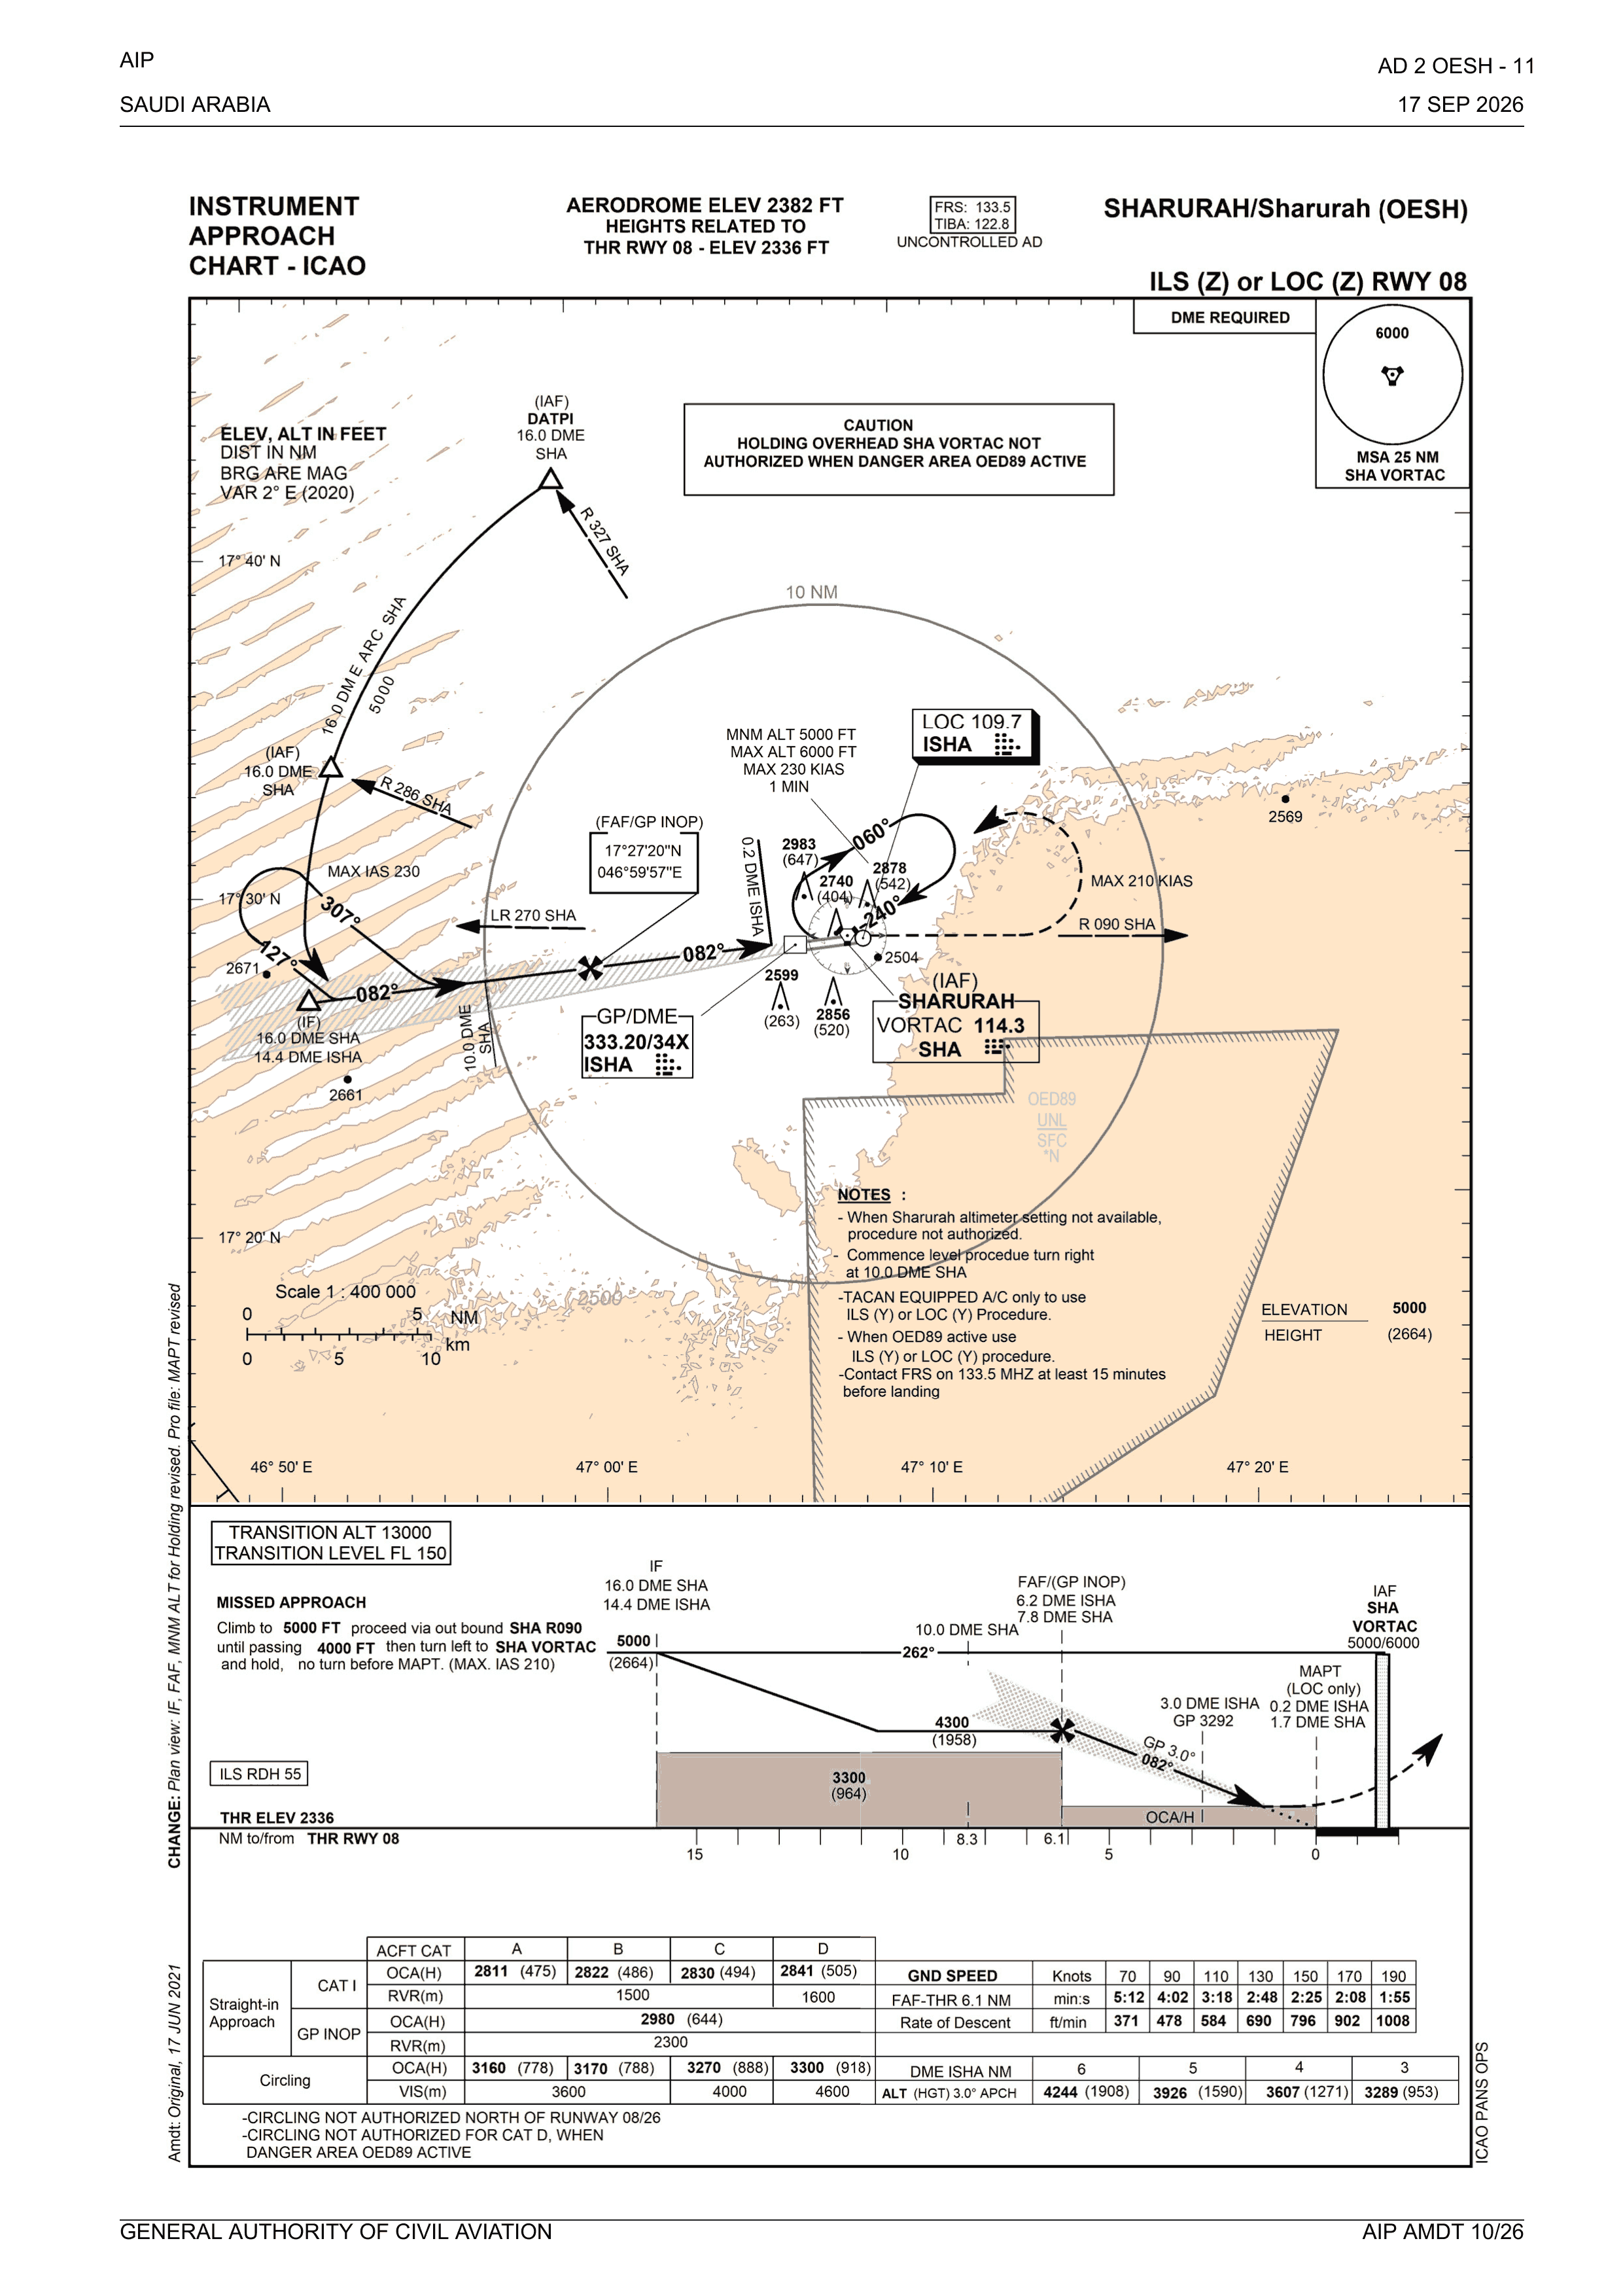 AIP
AD 2 OESH - 11
SAUDI ARABIA
17 SEP 2026
INSTRUMENT
APPROACH
CHART - ICAO
AERODROME ELEV 2382 FT
HEIGHTS RELATED TO
THR RWY 08 - ELEV 2336 FT
FRS: 133.5
TIBA: 122.8
UNCONTROLLED AD
SHARURAH/Sharurah (OESH)
ILS (Z) or LOC (Z) RWY 08
DME REQUIRED
6000
MSA 25 NM
SHA VORTAC
CAUTION
HOLDING OVERHEAD SHA VORTAC NOT
AUTHORIZED WHEN DANGER AREA OED89 ACTIVE
ELEV, ALT IN FEET
DIST IN NM
BRG ARE MAG
VAR 2° E (2020)
(IAF)
DATPI
16.0 DME
SHA
R 327 SHA
17° 40' N
10 NM
16.0 DME ARC SHA
5000
(IAF)
16.0 DME
SHA
R 286 SHA
MNM ALT 5000 FT
MAX ALT 6000 FT
MAX 230 KIAS
1 MIN
LOC 109.7
ISHA
2569
(FAF/GP INOP)
17°27'20"N
046°59'57"E
0.2 DME ISHA
2983
(647)
060°
2740
(404)
2878
(542)
240°
MAX 210 KIAS
MAX IAS 230
17°30' N
307°
LR 270 SHA
R 090 SHA
127°
2671
082°
082°
2504
(IF)
16.0 DME SHA
14.4 DME ISHA
2661
10.0 DME
SHA
2599
(263)
2856
(520)
GP/DME
333.20/34X
ISHA
(IAF)
SHARURAH
VORTAC 114.3
SHA
OED89
UNL
SFC
*N
NOTES :
- When Sharurah altimeter setting not available,
procedure not authorized.
- Commence level procedue turn right
at 10.0 DME SHA
-TACAN EQUIPPED A/C only to use
ILS (Y) or LOC (Y) Procedure.
- When OED89 active use
ILS (Y) or LOC (Y) procedure.
-Contact FRS on 133.5 MHZ at least 15 minutes
before landing
17° 20' N
2500
Scale 1 : 400 000
0 5 NM
0 5 10 km
ELEVATION 5000
HEIGHT (2664)
46° 50' E
47° 00' E
47° 10' E
47° 20' E
CHANGE: Plan view: IF, FAF, MNM ALT for Holding revised. Pro file: MAPT revised
TRANSITION ALT 13000
TRANSITION LEVEL FL 150
MISSED APPROACH
Climb to 5000 FT proceed via out bound SHA R090
until passing 4000 FT then turn left to SHA VORTAC
and hold, no turn before MAPT. (MAX. IAS 210)
IF
16.0 DME SHA
14.4 DME ISHA
5000
(2664)
10.0 DME SHA
262°
FAF/(GP INOP)
6.2 DME ISHA
7.8 DME SHA
IAF
SHA
VORTAC
5000/6000
MAPT
(LOC only)
0.2 DME ISHA
1.7 DME SHA
3.0 DME ISHA
GP 3292
4300
(1958)
GP 3.0°
082°
3300
(964)
OCA/H
ILS RDH 55
THR ELEV 2336
NM to/from THR RWY 08
15
10
8.3
6.1
5
0
ACFT CAT A B C D
Straight-in
Approach
CAT I
OCA(H) 2811 (475) 2822 (486) 2830 (494) 2841 (505)
RVR(m) 1500 1600
GP INOP
OCA(H) 2980 (644)
RVR(m) 2300
Circling
OCA(H) 3160 (778) 3170 (788) 3270 (888) 3300 (918)
VIS(m) 3600 4000 4600
GND SPEED Knots 70 90 110 130 150 170 190
FAF-THR 6.1 NM min:s 5:12 4:02 3:18 2:48 2:25 2:08 1:55
Rate of Descent ft/min 371 478 584 690 796 902 1008
DME ISHA NM 6 5 4 3
ALT (HGT) 3.0° APCH 4244 (1908) 3926 (1590) 3607 (1271) 3289 (953)
-CIRCLING NOT AUTHORIZED NORTH OF RUNWAY 08/26
-CIRCLING NOT AUTHORIZED FOR CAT D, WHEN
DANGER AREA OED89 ACTIVE
Amdt: Original, 17 JUN 2021
ICAO PANS OPS
GENERAL AUTHORITY OF CIVIL AVIATION
AIP AMDT 10/26